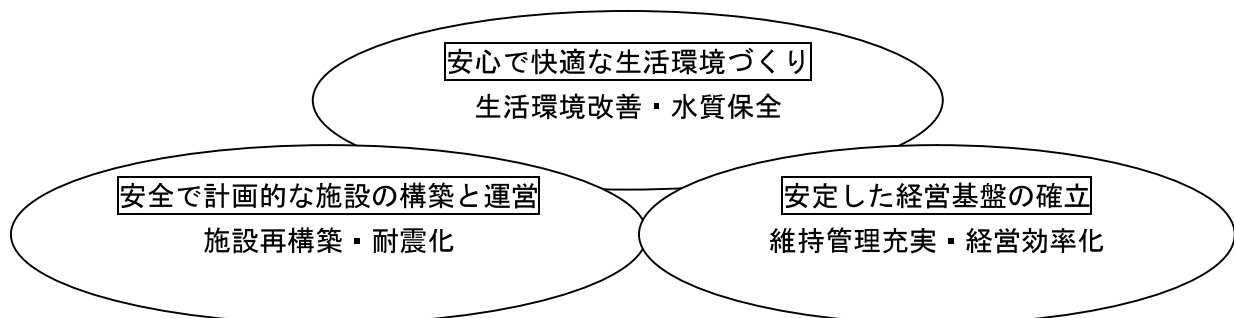 安心で快適な生活環境づくり
生活環境改善・水質保全
安全で計画的な施設の構築と運営
施設再構築・耐震化
安定した経営基盤の確立
維持管理充実・経営効率化